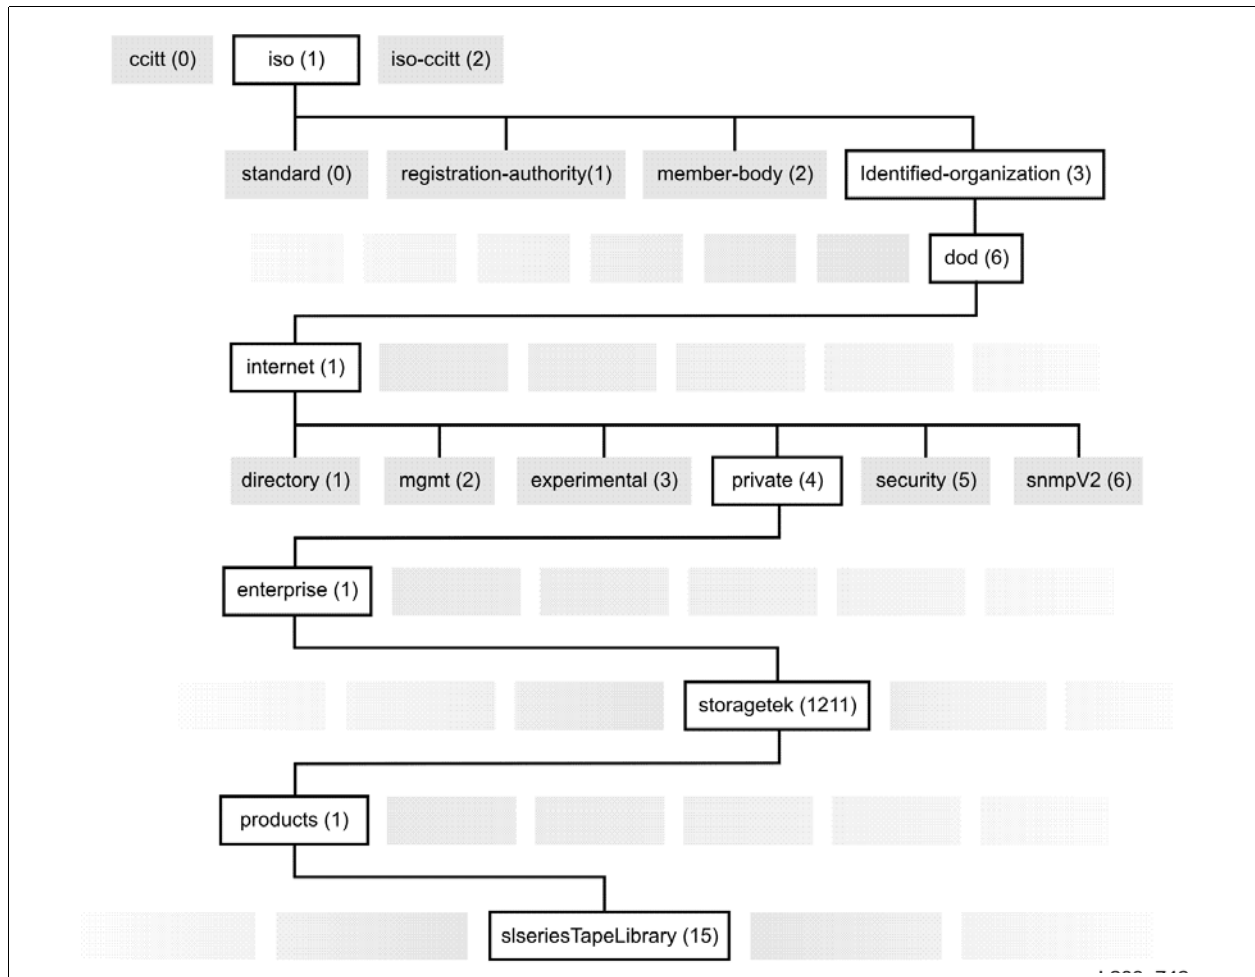 ccitt (0) iso (1) iso-ccitt (2)
standard (0) registration-authority(1) member-body (2) Identified-organization (3)
dod (6)
internet (1)
directory (1) mgmt (2) experimental (3) private (4) security (5) snmpV2 (6)
enterprise (1)
storagetek (1211)
products (1)
slseriesTapeLibrary (15)